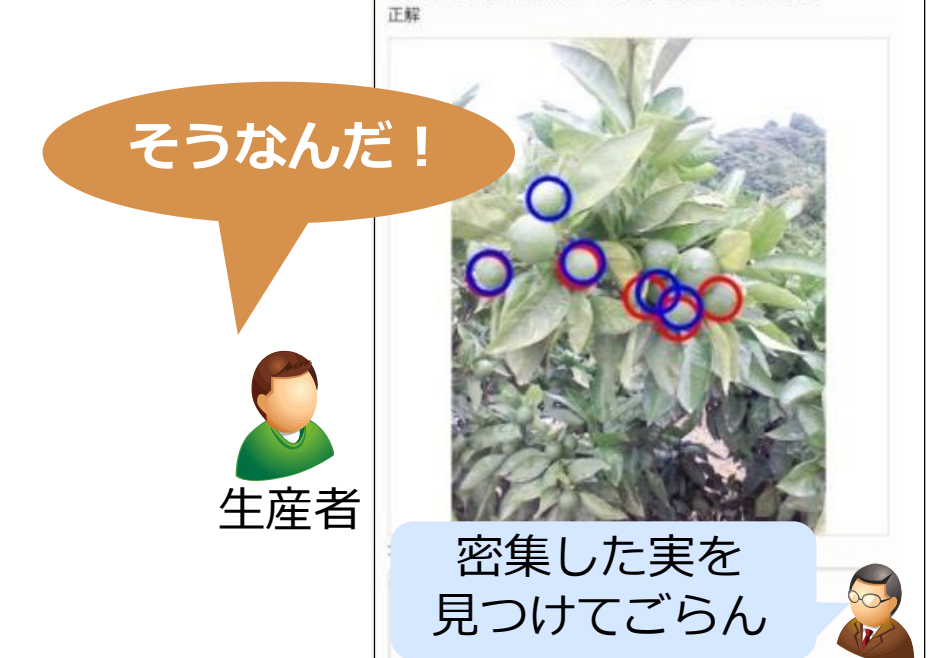 正解
そうなんだ！
生産者
密集した実を
見つけてごらん